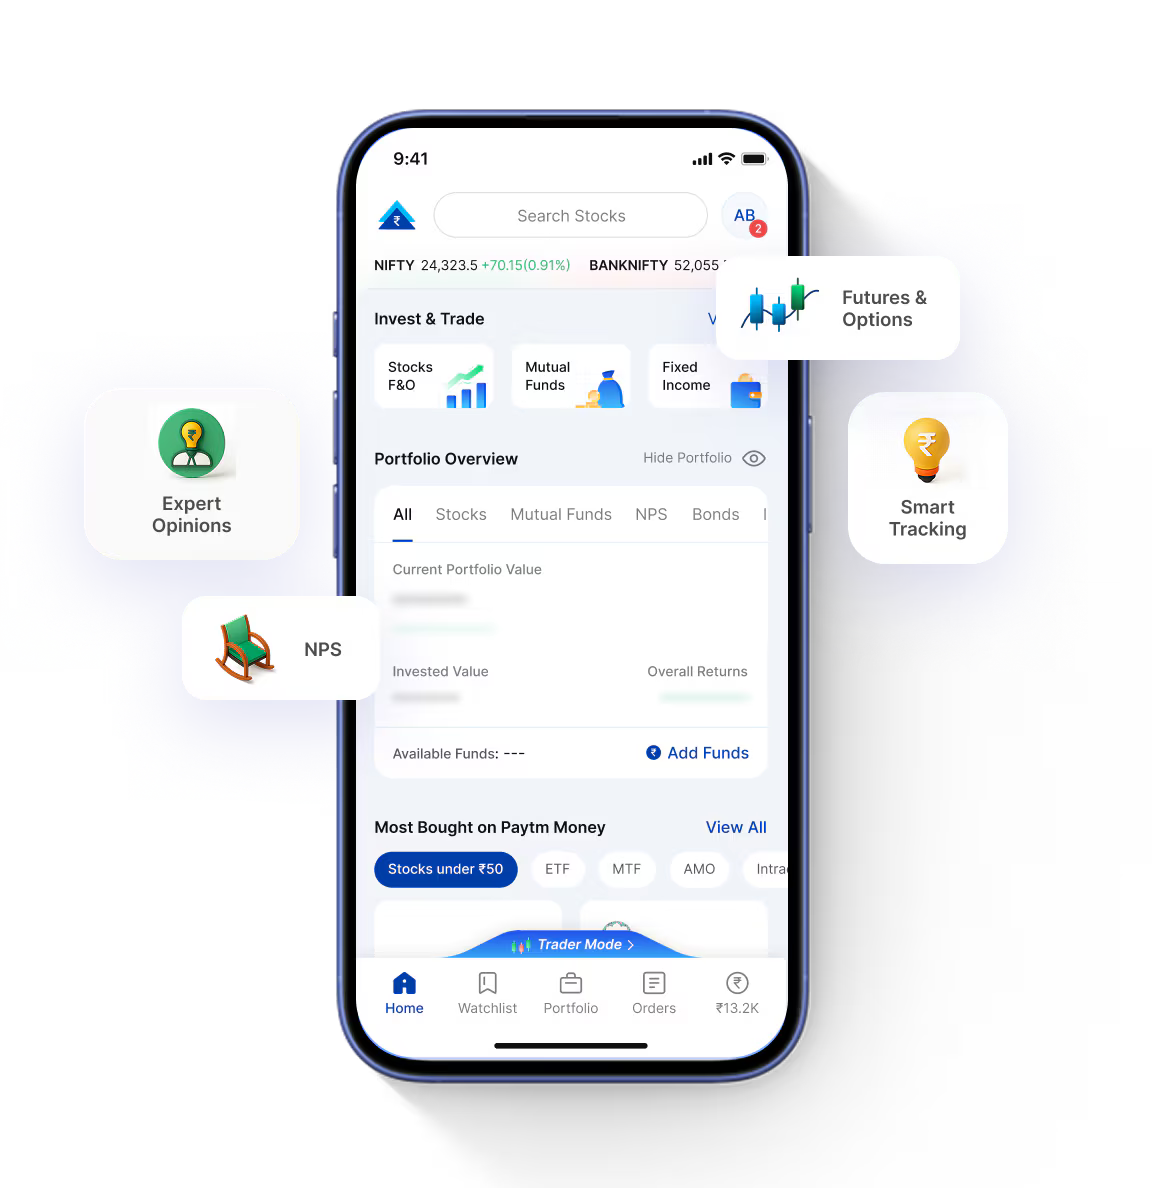 9:41
₹
Search Stocks
AB
2
NIFTY 24,323.5 +70.15(0.91%) BANKNIFTY 52,055
Futures &
Options
Invest & Trade
V
Stocks
F&O
Mutual
Funds
Fixed
Income
₹
Expert
Opinions
₹
Smart
Tracking
Portfolio Overview
Hide Portfolio
All Stocks Mutual Funds NPS Bonds
Current Portfolio Value
NPS
Invested Value
Overall Returns
Available Funds: ---
₹ Add Funds
Most Bought on Paytm Money
View All
Stocks under ₹50 ETF MTF AMO Intra
Trader Mode >
Home Watchlist Portfolio Orders ₹13.2K